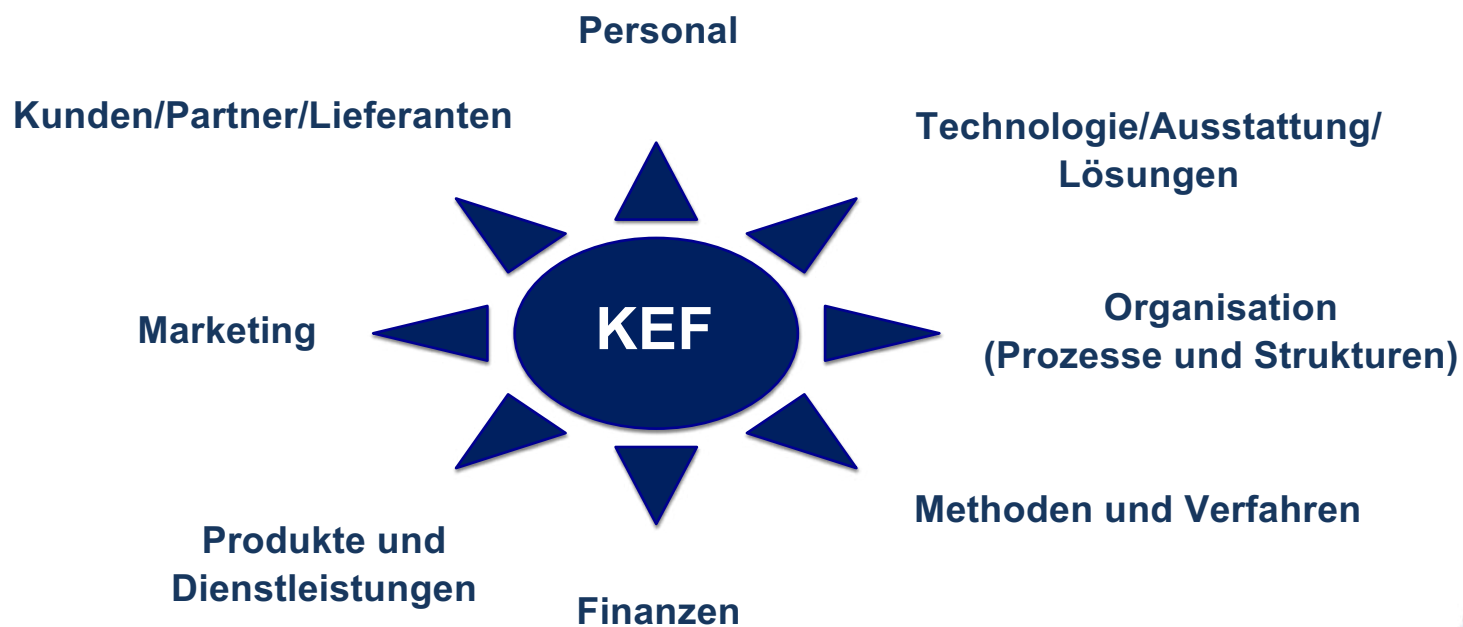 Personal
Kunden/Partner/Lieferanten
Technologie/Ausstattung/
Lösungen
KEF
Marketing
Organisation
(Prozesse und Strukturen)
Methoden und Verfahren
Produkte und
Dienstleistungen
Finanzen